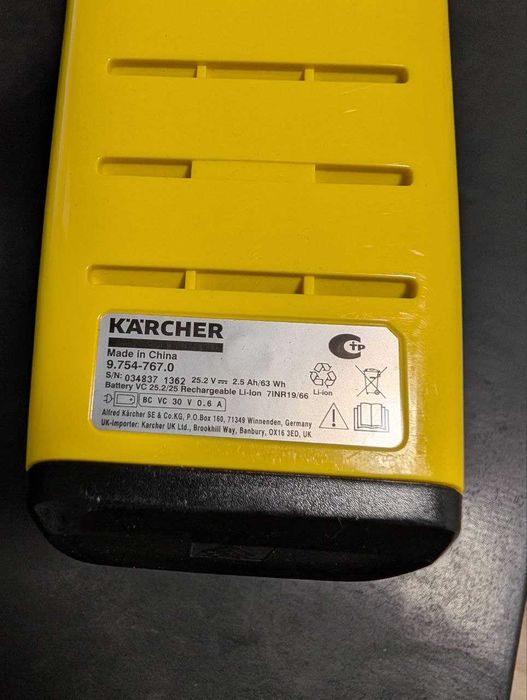 KÄRCHER
Made in China
9.754-767.0
S/N: 034837 1362 25.2 V ⎓ 2.5 Ah/63 Wh
Battery VC 25.2/25 Rechargeable Li-Ion 7INR19/66
BC VC 30 V 0.6 A
Alfred Kärcher SE & Co.KG, P.O.Box 160, 71349 Winnenden, Germany
UK-importer: Karcher UK Ltd., Brookhill Way, Banbury, OX16 3ED, UK
Li-ion
CTP